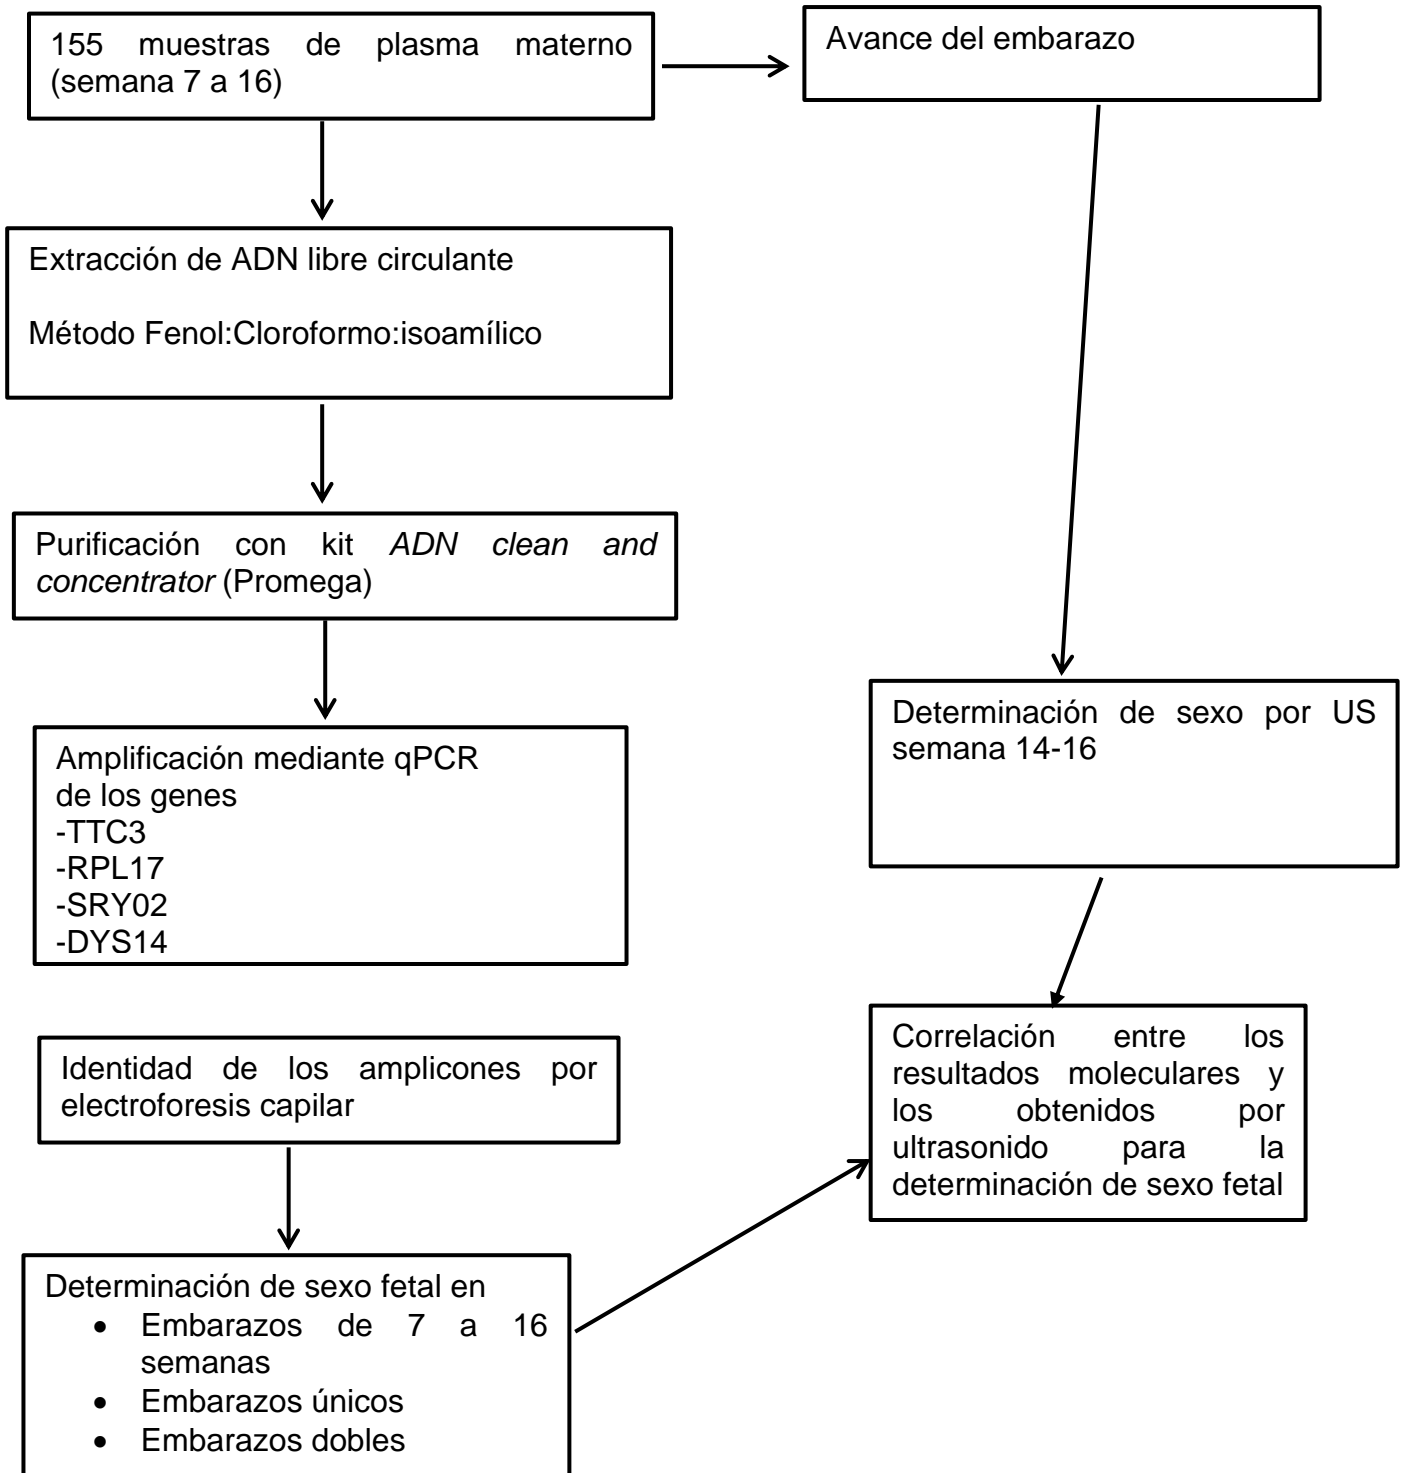 155 muestras de plasma materno
(semana 7 a 16)
Avance del embarazo
Extracción de ADN libre circulante
Método Fenol:Cloroformo:isoamílico
Purificación con kit ADN clean and
concentrator (Promega)
Amplificación mediante qPCR
de los genes
-TTC3
-RPL17
-SRY02
-DYS14
Determinación de sexo por US
semana 14-16
Identidad de los amplicones por
electroforesis capilar
Correlación entre los
resultados moleculares y
los obtenidos por
ultrasonido para la
determinación de sexo fetal
Determinación de sexo fetal en
• Embarazos de 7 a 16
semanas
• Embarazos únicos
• Embarazos dobles